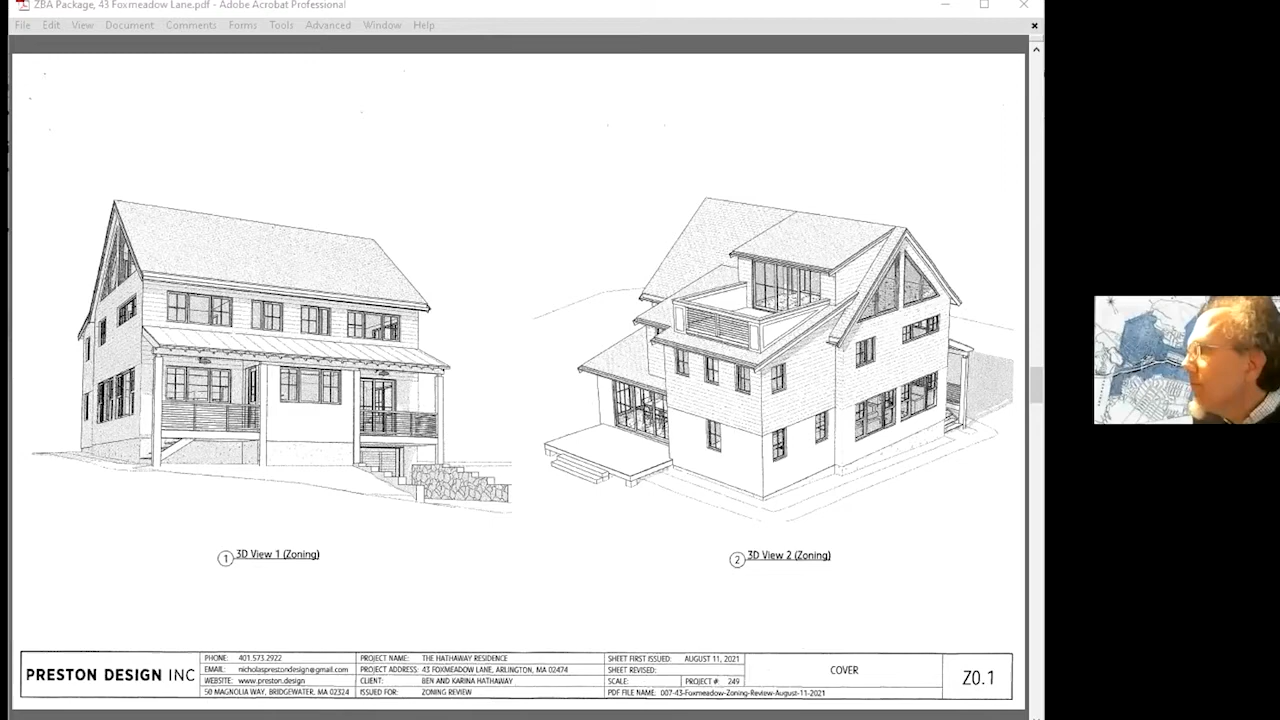 ZBA Package, 43 Foxmeadow Lane.pdf - Adobe Acrobat Professional
File Edit View Document Comments Forms Tools Advanced Window Help
1 3D View 1 (Zoning)
2 3D View 2 (Zoning)
PRESTON DESIGN INC
PHONE: 401.573.2922
EMAIL: nicholasprestondesign@gmail.com
WEBSITE: www.preston.design
50 MAGNOLIA WAY, BRIDGEWATER, MA 02324
PROJECT NAME: THE HATHAWAY RESIDENCE
PROJECT ADDRESS: 43 FOXMEADOW LANE, ARLINGTON, MA 02474
CLIENT: BEN AND KARINA HATHAWAY
ISSUED FOR: ZONING REVIEW
SHEET FIRST ISSUED: AUGUST 11, 2021
SHEET REVISED:
SCALE: PROJECT #: 249
PDF FILE NAME: 007-43-Foxmeadow-Zoning-Review-August-11-2021
COVER
Z0.1